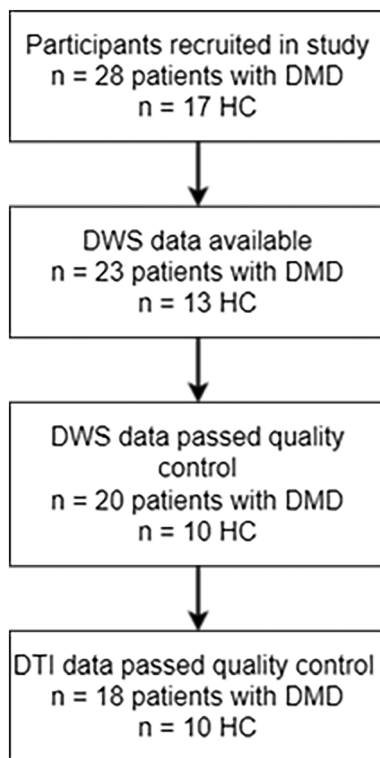 Participants recruited in study
n = 28 patients with DMD
n = 17 HC
DWS data available
n = 23 patients with DMD
n = 13 HC
DWS data passed quality
control
n = 20 patients with DMD
n = 10 HC
DTI data passed quality control
n = 18 patients with DMD
n = 10 HC